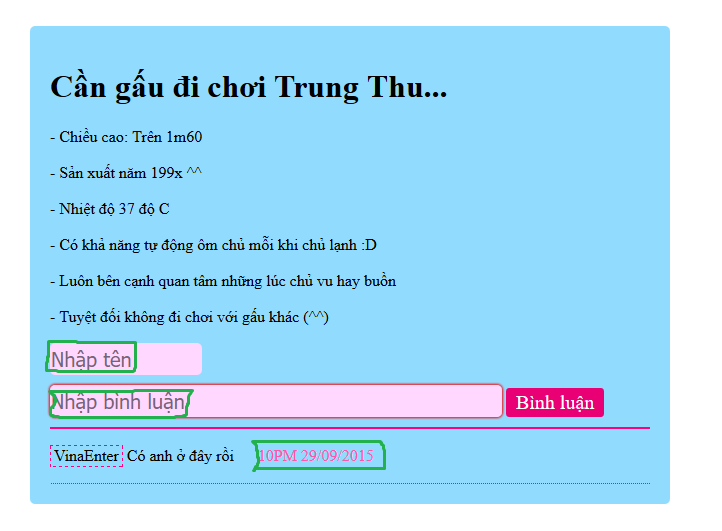 Cần gấu đi chơi Trung Thu...
- Chiều cao: Trên 1m60
- Sản xuất năm 199x ^^
- Nhiệt độ 37 độ C
- Có khả năng tự động ôm chủ mỗi khi chủ lạnh :D
- Luôn bên cạnh quan tâm những lúc chủ vu hay buồn
- Tuyệt đối không đi chơi với gấu khác (^^)
Nhập tên
Nhập bình luận Bình luận
VinaEnter Có anh ở đây rồi 10PM 29/09/2015